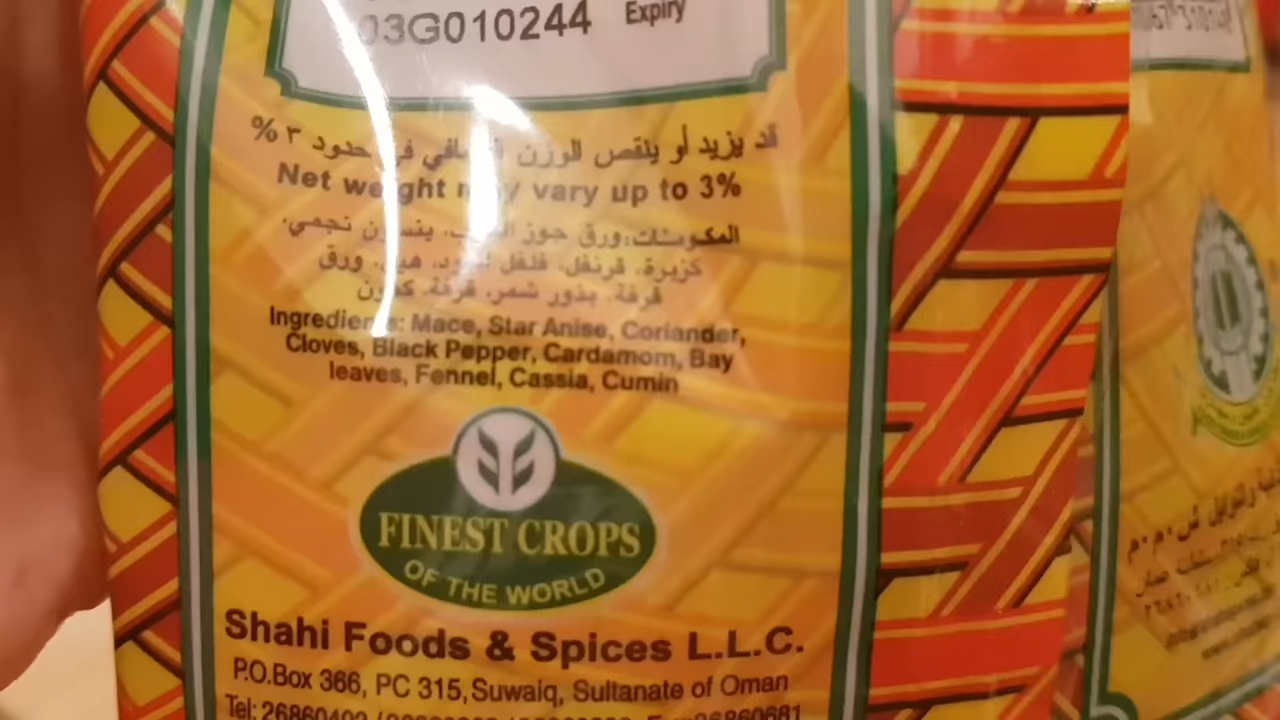 03G010244 Expiry
قد يزيد أو ينقص الوزن في حدود ٣ %
Net weight may vary up to 3%
المكونات: ورق جوز ينسون نجمي،
كزبرة، قرنفل، فلفل هيل، ورق
قرفة، بذور شمر، قرفة، كمون
Ingredients: Mace, Star Anise, Coriander,
Cloves, Black Pepper, Cardamom, Bay
leaves, Fennel, Cassia, Cumin
FINEST CROPS
OF THE WORLD
Shahi Foods & Spices L.L.C.
P.O.Box 366, PC 315, Suwaiq, Sultanate of Oman
Tel:
والتوابل ش.م.م